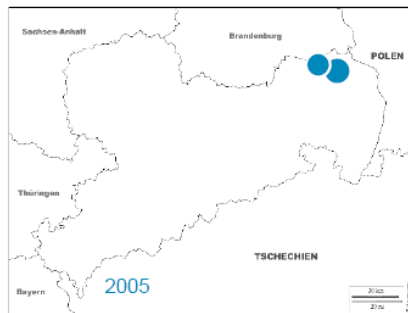 Sachsen-Anhalt
Brandenburg
POLEN
Thüringen
TSCHECHIEN
2005
Bayern